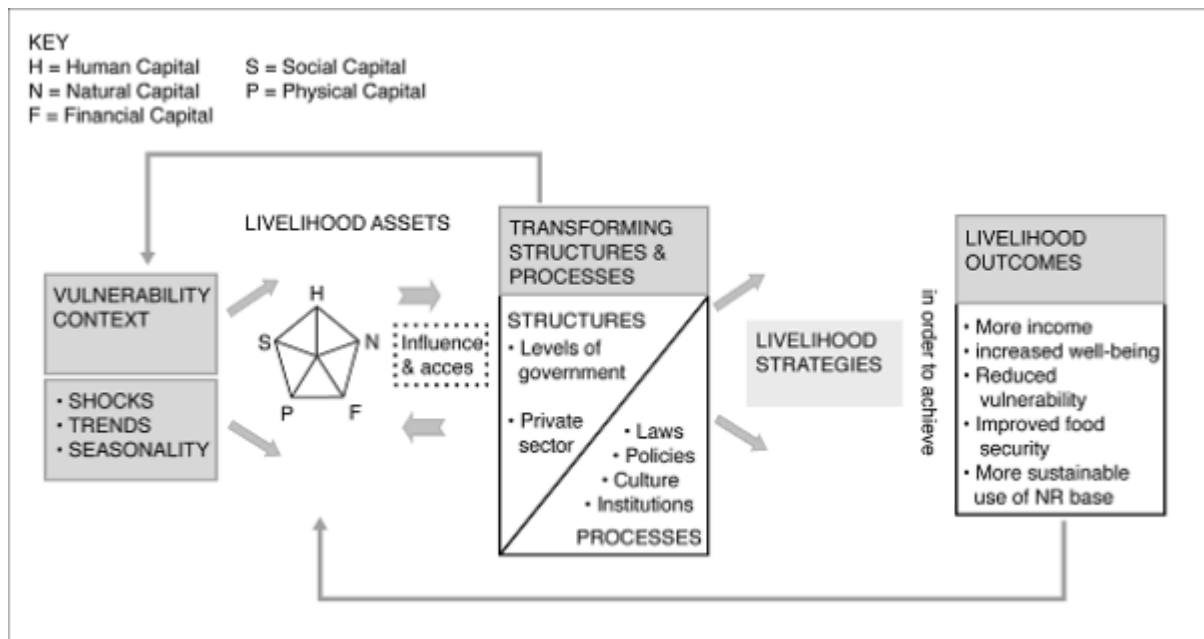 KEY
H = Human Capital
S = Social Capital
N = Natural Capital
P = Physical Capital
F = Financial Capital
LIVELIHOOD ASSETS
VULNERABILITY
CONTEXT
• SHOCKS
• TRENDS
• SEASONALITY
H
S
N
P
F
Influence
& acces
TRANSFORMING
STRUCTURES &
PROCESSES
STRUCTURES
• Levels of
government
• Private
sector
• Laws
• Policies
• Culture
• Institutions
PROCESSES
LIVELIHOOD
STRATEGIES
in order to achieve
LIVELIHOOD
OUTCOMES
• More income
• increased well-being
• Reduced
vulnerability
• Improved food
security
• More sustainable
use of NR base